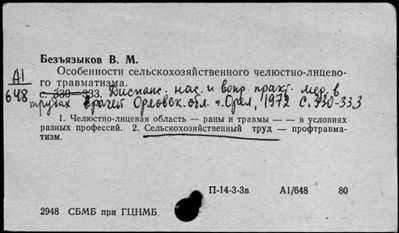 Безъязыков В. М.
Особенности сельскохозяйственного челюстно-лицево-
го травматизма.
А1
648
с. 330—333. Диспанс. нас. и вопр. практ. мед. в
трудах врачей Орловск. обл. г. Орел, 1972 С. 330-333
1. Челюстно-лицевая область — раны и травмы — — в условиях
разных профессий. 2. Сельскохозяйственный труд — профтравма-
тизм.
П-14-3-3в А1/648 80
2948 СБМБ при ГЦНМБ